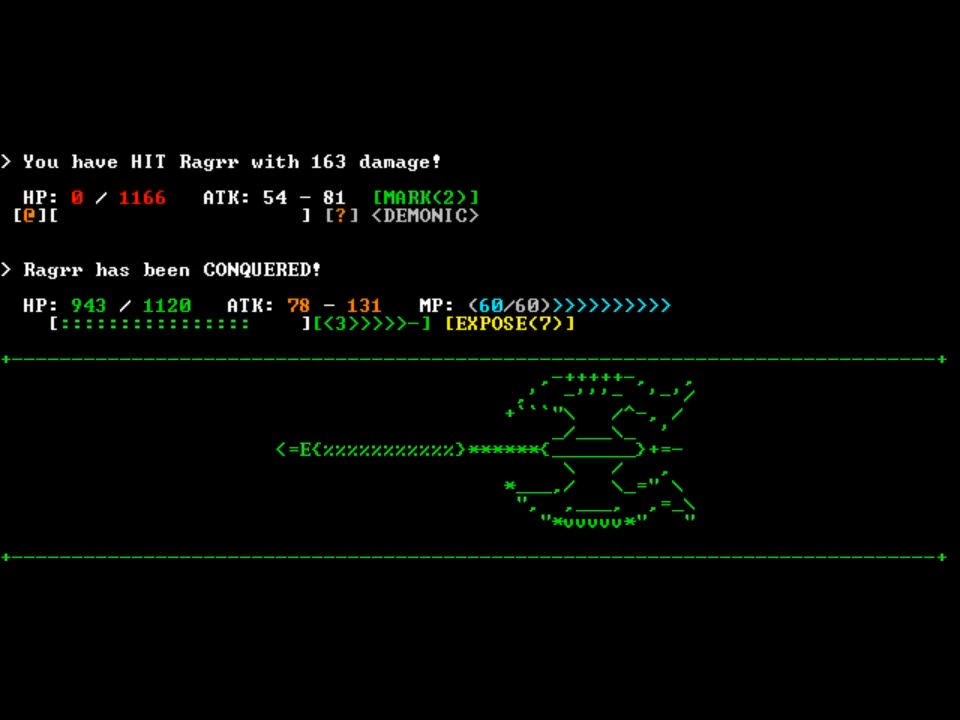 > You have HIT Ragrr with 163 damage!
HP: 0 / 1166 ATK: 54 - 81 [MARK(2)]
[@][ ] [?] <DEMONIC>
> Ragrr has been CONQUERED!
HP: 943 / 1120 ATK: 78 - 131 MP: (60/60)>>>>>>>>>>
[:::::::::::::::: ][<3>>>>>-] [EXPOSE(7)]